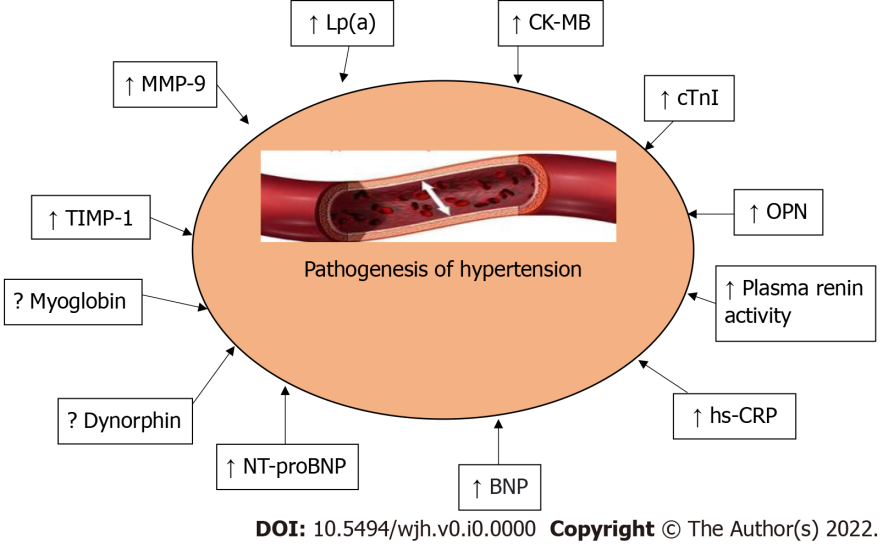 ↑ Lp(a)
↑ CK-MB
↑ MMP-9
↑ cTnI
↑ TIMP-1
↑ OPN
Pathogenesis of hypertension
? Myoglobin
↑ Plasma renin
activity
? Dynorphin
↑ hs-CRP
↑ NT-proBNP
↑ BNP
DOI: 10.5494/wjh.v0.i0.0000 Copyright © The Author(s) 2022.